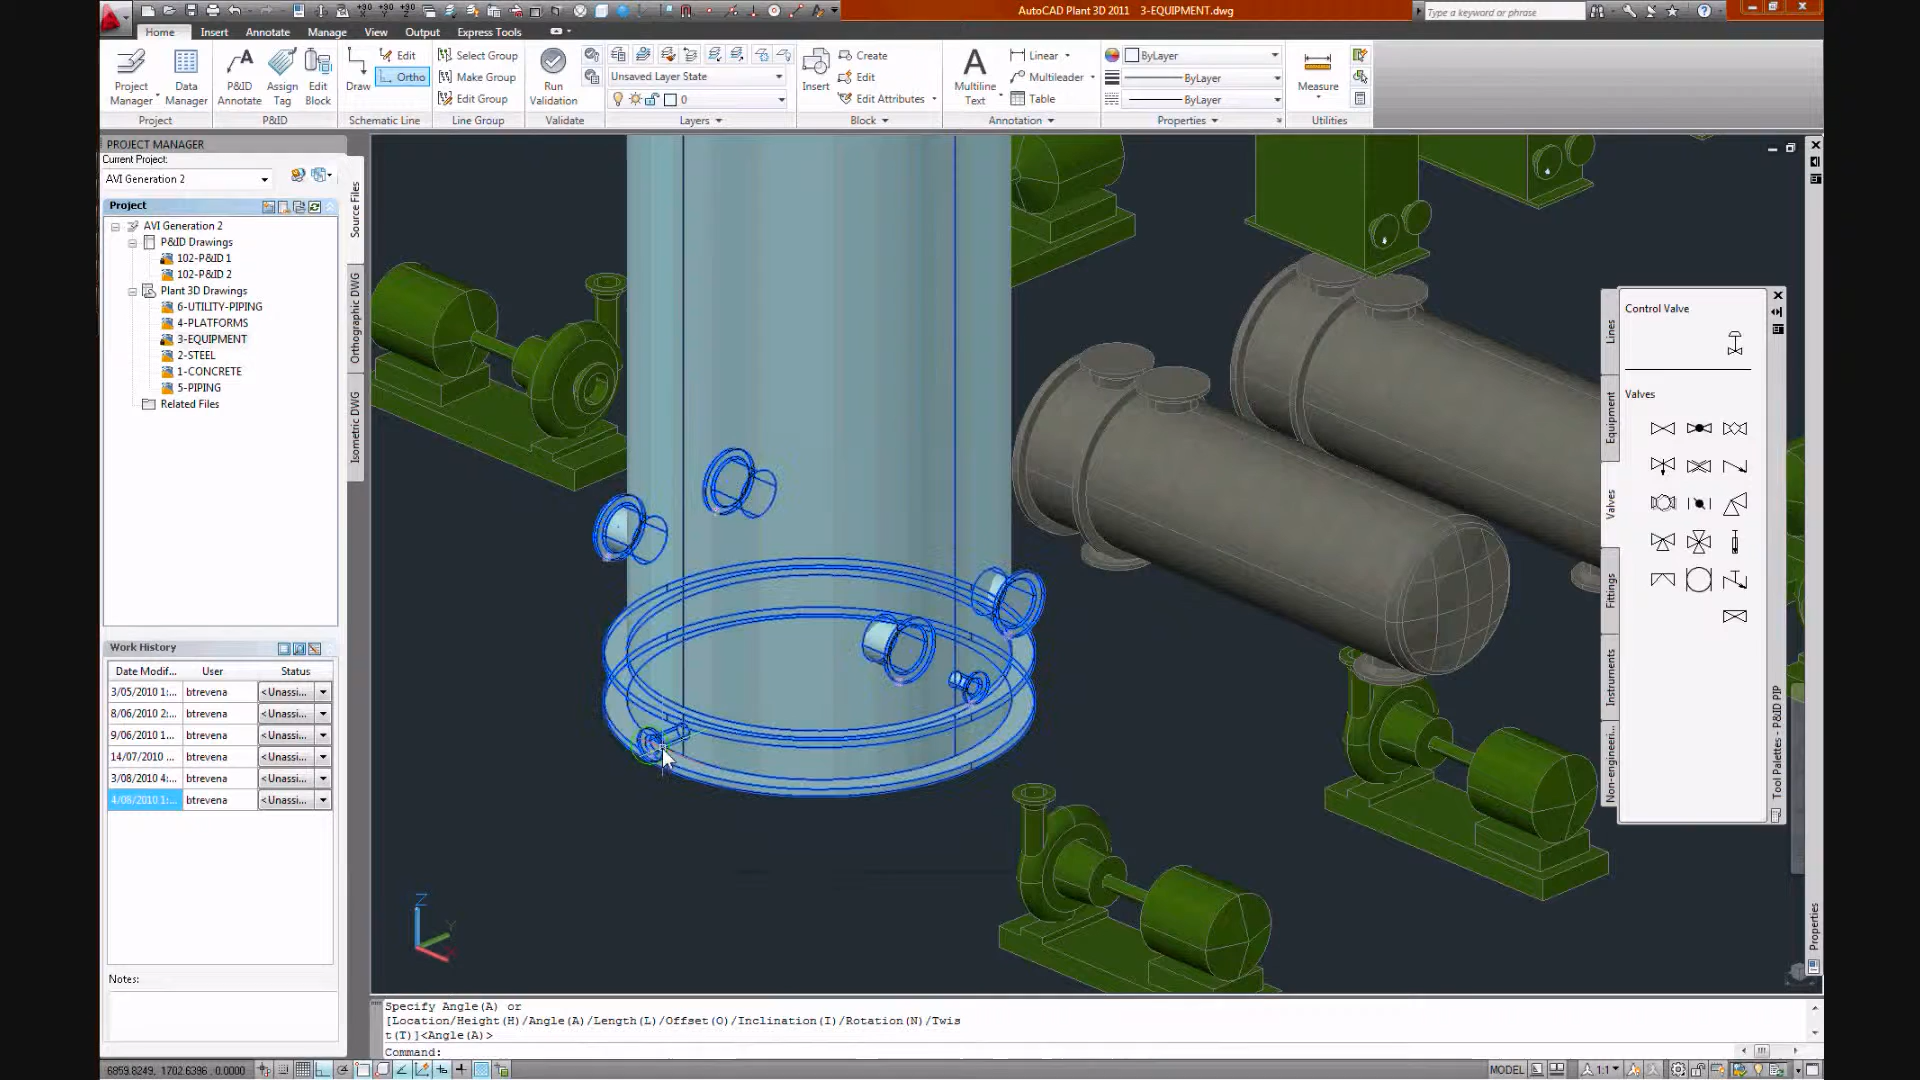 AutoCAD Plant 3D 2011 3-EQUIPMENT.dwg
Type a keyword or phrase
Home Insert Annotate Manage View Output Express Tools
Project Manager
Data Manager
Project
P&ID Annotate
Assign Tag
Edit Block
P&ID
Draw
Edit
Ortho
Schematic Line
Select Group
Make Group
Edit Group
Line Group
Run Validation
Validate
Unsaved Layer State
0
Layers
Insert
Create
Edit
Edit Attributes
Block
Multiline Text
Linear
Multileader
Table
Annotation
ByLayer
ByLayer
ByLayer
Properties
Measure
Utilities
PROJECT MANAGER
Current Project:
AVI Generation 2
Project
AVI Generation 2
P&ID Drawings
102-P&ID 1
102-P&ID 2
Plant 3D Drawings
6-UTILITY-PIPING
4-PLATFORMS
3-EQUIPMENT
2-STEEL
1-CONCRETE
5-PIPING
Related Files
Source Files
Orthographic DWG
Isometric DWG
Work History
Date Modif... User Status
3/05/2010 1:... btrevena <Unassi...
8/06/2010 2:... btrevena <Unassi...
9/06/2010 1... btrevena <Unassi...
14/07/2010 ... btrevena <Unassi...
3/08/2010 4:... btrevena <Unassi...
4/08/2010 1:... btrevena <Unassi...
Notes:
Control Valve
Valves
Lines
Equipment
Valves
Fittings
Instruments
Non-engineeri...
Tool Palettes - P&ID PIP
Properties
Z
Y
Specify Angle(A) or
[Location/Height(H)/Angle(A)/Length(L)/Offset(O)/Inclination(I)/Rotation(N)/Twis
t(T)]<Angle(A)>
Command:
6859.8249, 1702.6396, 0.0000
MODEL
1:1